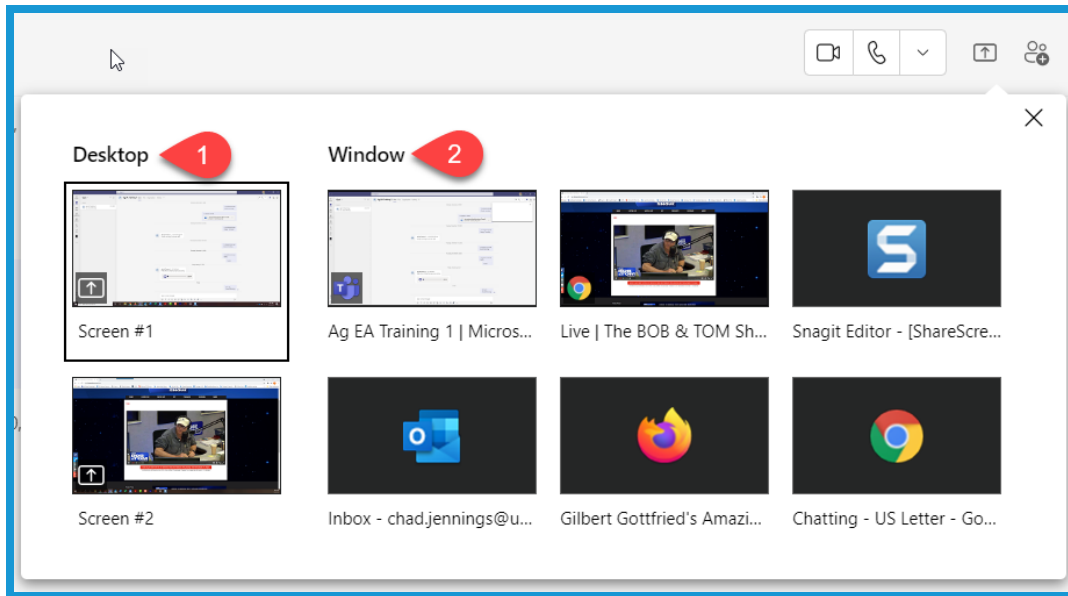 Desktop 1
Window 2
Screen #1
Ag EA Training 1 | Micros...
Live | The BOB & TOM Sh...
Snagit Editor - [ShareScre...
Screen #2
Inbox - chad.jennings@u...
Gilbert Gottfried's Amazi...
Chatting - US Letter - Go...